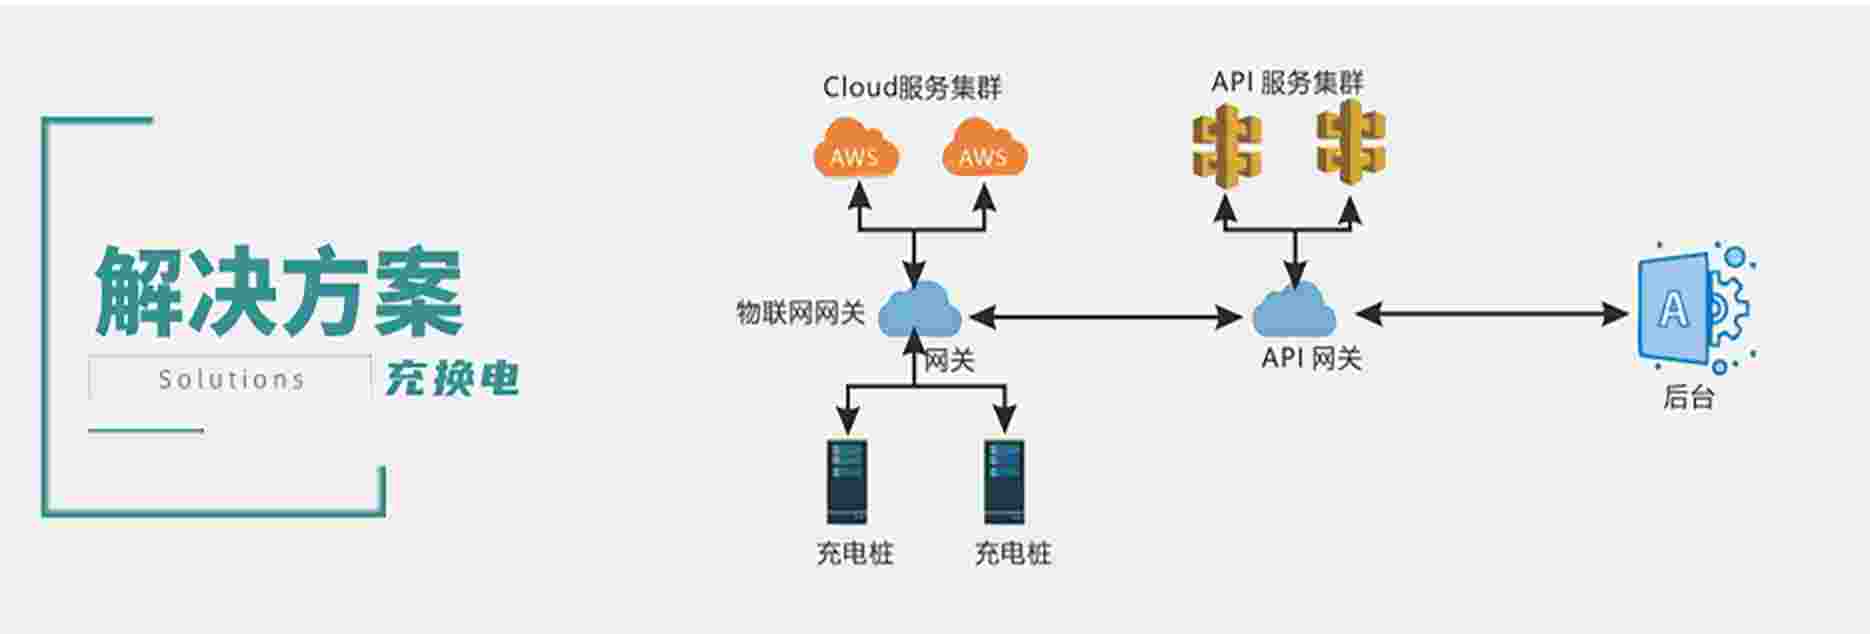 解决方案
Solutions
充换电
Cloud服务集群
API 服务集群
AWS
AWS
物联网网关
网关
API 网关
A
后台
充电桩
充电桩